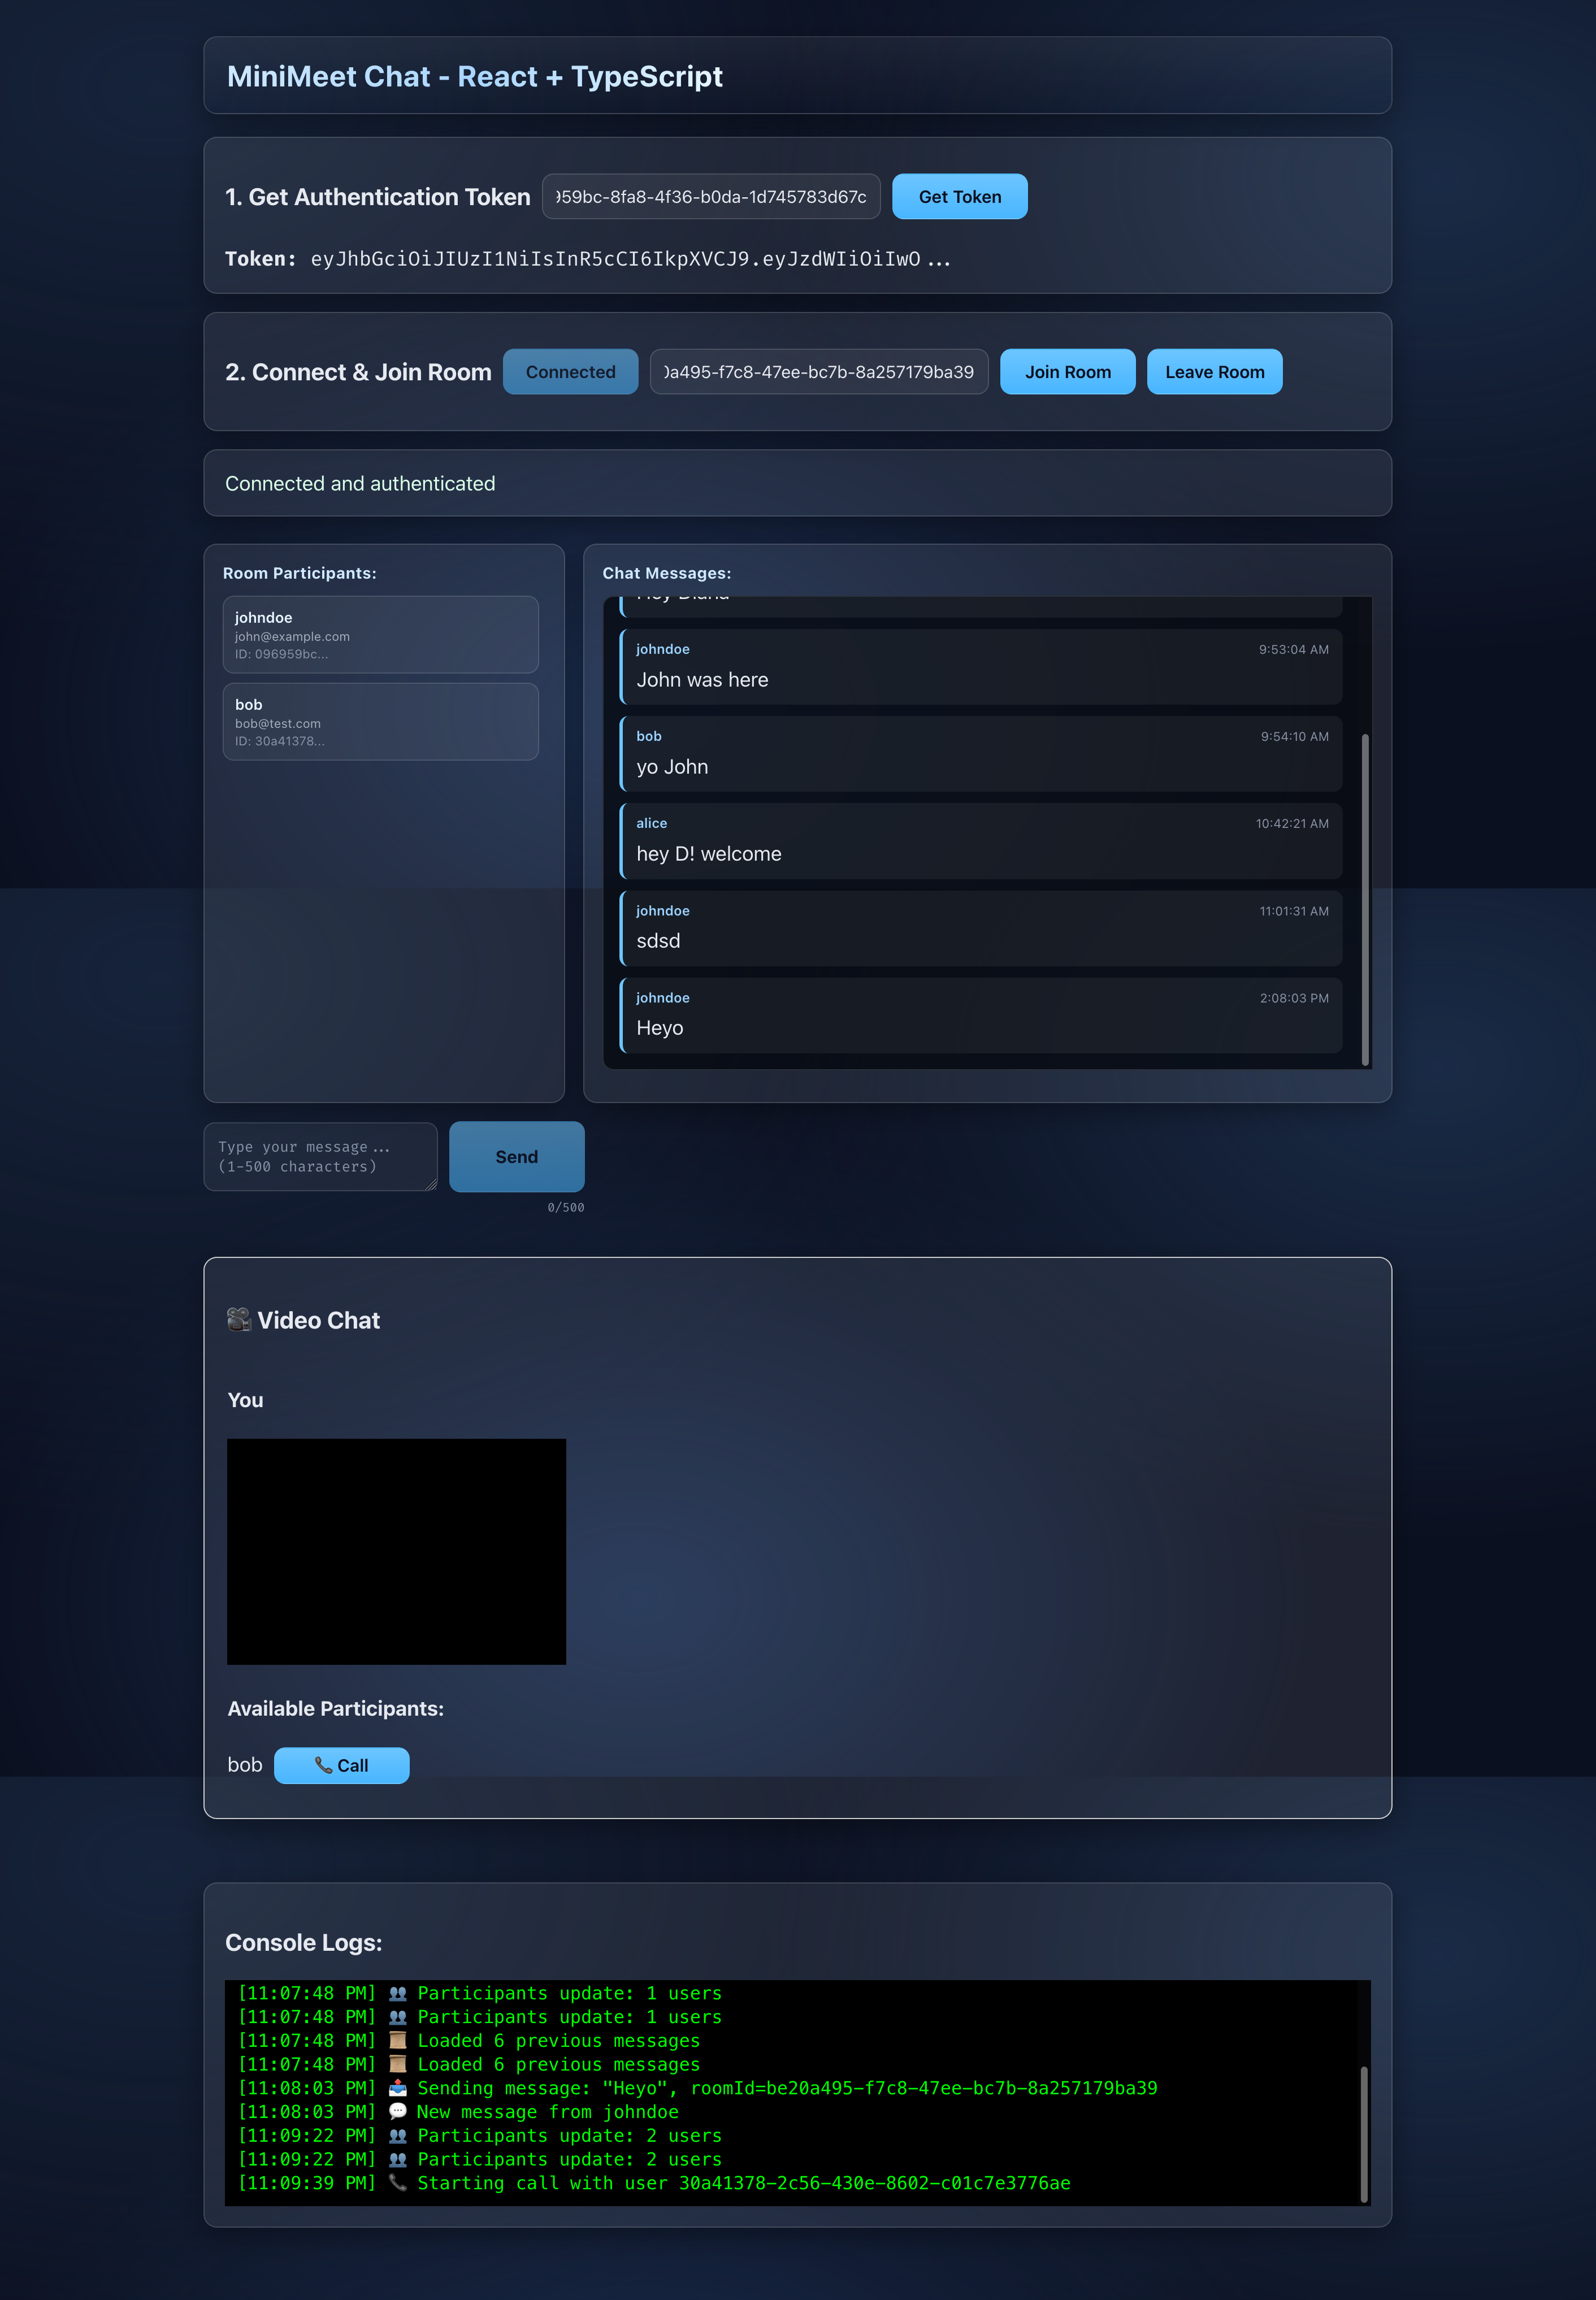 MiniMeet Chat - React + TypeScript
1. Get Authentication Token
959bc-8fa8-4f36-b0da-1d745783d67c
Get Token
Token: eyJhbGciOiJIUzI1NiIsInR5cCI6IkpXVCJ9.eyJzdWIiOiIwO...
2. Connect & Join Room
Connected
0a495-f7c8-47ee-bc7b-8a257179ba39
Join Room
Leave Room
Connected and authenticated
Room Participants:
johndoe
john@example.com
ID: 096959bc...
bob
bob@test.com
ID: 30a41378...
Chat Messages:
Hey Diana
johndoe 9:53:04 AM
John was here
bob 9:54:10 AM
yo John
alice 10:42:21 AM
hey D! welcome
johndoe 11:01:31 AM
sdsd
johndoe 2:08:03 PM
Heyo
Type your message...
(1-500 characters)
Send
0/500
🎥 Video Chat
You
Available Participants:
bob
📞 Call
Console Logs:
[11:07:48 PM] 👥 Participants update: 1 users
[11:07:48 PM] 👥 Participants update: 1 users
[11:07:48 PM] 📜 Loaded 6 previous messages
[11:07:48 PM] 📜 Loaded 6 previous messages
[11:08:03 PM] 📤 Sending message: "Heyo", roomId=be20a495-f7c8-47ee-bc7b-8a257179ba39
[11:08:03 PM] 💬 New message from johndoe
[11:09:22 PM] 👥 Participants update: 2 users
[11:09:22 PM] 👥 Participants update: 2 users
[11:09:39 PM] 📞 Starting call with user 30a41378-2c56-430e-8602-c01c7e3776ae